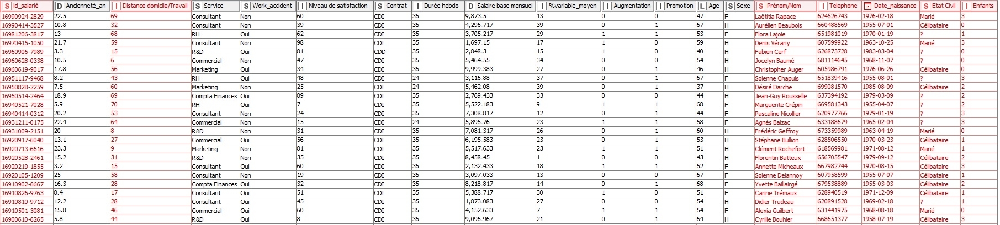 S id_salarié D Ancienneté_an I Distance domicile/Travail S Service S Work_accident I Niveau de satisfaction S Contrat I Durée hebdo D Salaire base mensuel I %variable_moyen I Augmentation I Promotion L Age S Sexe S Prénom/Nom I Telephone 31 Date_naissance S Etat Civil I Enfants
16990924-2829 22.5 69 Consultant Non 60 CDI 35 9,873.5 13 0 0 47 F Laëtitia Rapace 624526743 1976-02-18 Marié 3
16990414-3527 10.8 32 Consultant Non 39 CDI 35 4,296.717 39 0 1 67 H Aurélien Beaubois 660488569 1955-07-01 Célibataire 0
16981206-3817 13 68 RH Oui 62 CDI 35 3,705.217 29 1 1 53 F Flora Lajoie 651981019 1970-01-19 ? 1
16970415-1050 21.7 59 Consultant Non 98 CDI 35 1,697.15 17 1 0 59 H Denis Vérany 607599922 1963-10-25 Marié 3
16960906-7989 3.3 15 R&D Oui 81 CDD 35 2,848.3 15 1 0 40 H Fabien Cerf 626873728 1983-03-04 ? 0
16960628-0338 10.5 6 Commercial Non 47 CDI 35 5,464.55 34 0 0 54 H Jocelyn Baumé 681114645 1968-11-07 ? 0
16960619-9017 17.8 56 Marketing Oui 34 CDI 35 9,999.383 27 0 1 46 H Christopher Auger 605986791 1976-06-26 Célibataire 0
16951117-9468 8.2 43 RH Oui 48 CDI 24 3,116.88 37 0 1 67 F Solenne Chapuis 651839416 1955-08-01 ? 3
16950828-2259 7.5 60 Marketing Non 25 CDI 24 5,462.08 39 0 1 37 H Désiré Darche 699081570 1985-08-09 Célibataire 2
16950514-2464 18.9 69 Compta Finances Oui 89 CDI 35 2,769.433 33 0 0 44 H Jean-Guy Rousselle 637394192 1979-03-09 ? 2
16940521-7028 5.9 70 RH Oui 7 CDI 35 5,522.183 9 1 1 68 F Marguerite Crépin 669581343 1955-04-07 ? 2
16940414-0312 20.2 53 Consultant Non 24 CDI 35 7,308.817 12 0 1 44 F Pascaline Nicollier 620977766 1979-01-19 ? 3
16931211-0175 22.4 64 Commercial Non 15 CDI 24 5,895.76 23 1 1 58 F Agnès Balzac 633188679 1965-02-04 ? 3
16931009-2151 20 8 R&D Non 31 CDI 35 7,081.317 26 0 1 60 H Frédéric Geffroy 673359989 1963-04-19 Marié 0
16920917-6040 13.1 27 Commercial Oui 56 CDI 35 6,195.583 23 0 1 53 H Stéphane Bullion 628506550 1970-03-23 Célibataire 1
16920713-6616 23.3 9 Marketing Non 81 CDI 35 5,517.633 23 1 1 51 H Clément Rochefort 618569981 1971-08-12 Marié 1
16920528-2461 15.2 31 R&D Non 35 CDI 35 8,458.45 1 0 0 43 H Florentin Batteux 656705547 1979-09-12 Célibataire 2
16920219-1855 3.2 15 Consultant Oui 60 CDI 35 2,132.433 18 1 0 52 F Annette Micheaux 667982744 1970-08-15 Célibataire 3
16920105-1209 25 58 Consultant Non 19 CDI 35 3,097.033 13 0 0 67 F Solenne Delannoy 607958599 1955-07-07 Célibataire 1
16910902-6667 16.3 28 Compta Finances Oui 32 CDI 35 8,218.817 14 0 1 68 F Yvette Baillairgé 679538889 1955-03-03 Célibataire 2
16910826-9763 8.4 17 Consultant Oui 51 CDI 35 5,388.717 30 1 0 51 F Carine Trémaux 628940519 1971-12-09 Célibataire 1
16910810-9712 12.2 28 Consultant Oui 45 CDI 35 1,873.083 27 0 0 54 H Didier Trudeau 620891528 1969-02-18 ? 1
16910501-3081 15.8 46 Commercial Oui 60 CDI 35 4,152.633 7 1 1 54 F Alexia Guilbert 631441975 1968-08-18 Marié 0
16900610-6265 5.8 44 R&D Oui 8 CDI 35 9,096.967 21 0 1 64 H Cyrille Bouhier 668651377 1958-07-19 Célibataire 3